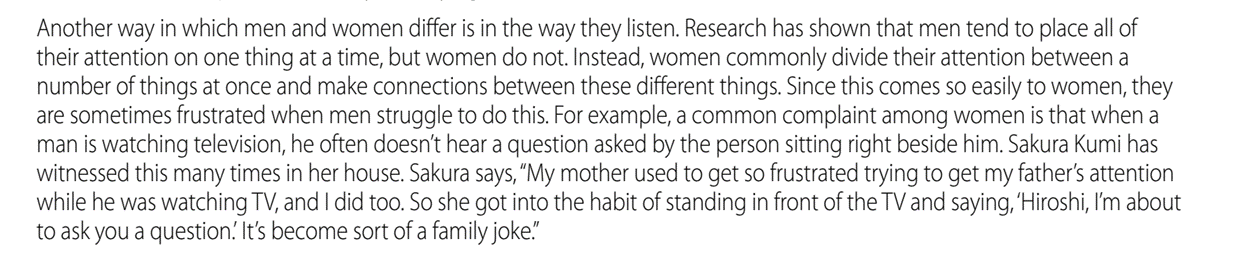 Another way in which men and women differ is in the way they listen. Research has shown that men tend to place all of
their attention on one thing at a time, but women do not. Instead, women commonly divide their attention between a
number of things at once and make connections between these different things. Since this comes so easily to women, they
are sometimes frustrated when men struggle to do this. For example, a common complaint among women is that when a
man is watching television, he often doesn’t hear a question asked by the person sitting right beside him. Sakura Kumi has
witnessed this many times in her house. Sakura says, “My mother used to get so frustrated trying to get my father’s attention
while he was watching TV, and I did too. So she got into the habit of standing in front of the TV and saying, ‘Hiroshi, I’m about
to ask you a question.’ It’s become sort of a family joke.”